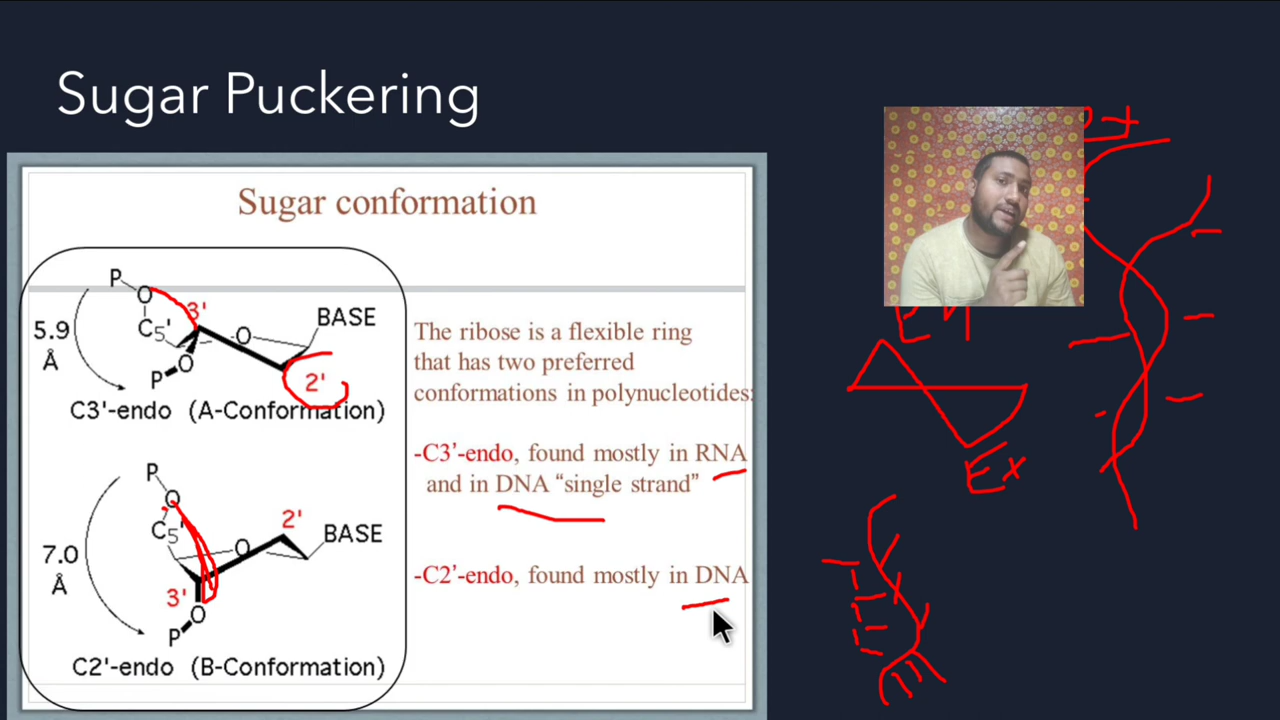 Sugar Puckering
Sugar conformation
P
O
3'
C5'
O
BASE
5.9
Å
O
P
2'
C3'-endo (A-Conformation)
The ribose is a flexible ring
that has two preferred
conformations in polynucleotides:
-C3’-endo, found mostly in RNA
and in DNA “single strand”
-C2’-endo, found mostly in DNA
P
O
2'
C5'
O
BASE
7.0
Å
3'
O
P
C2'-endo (B-Conformation)
Ex